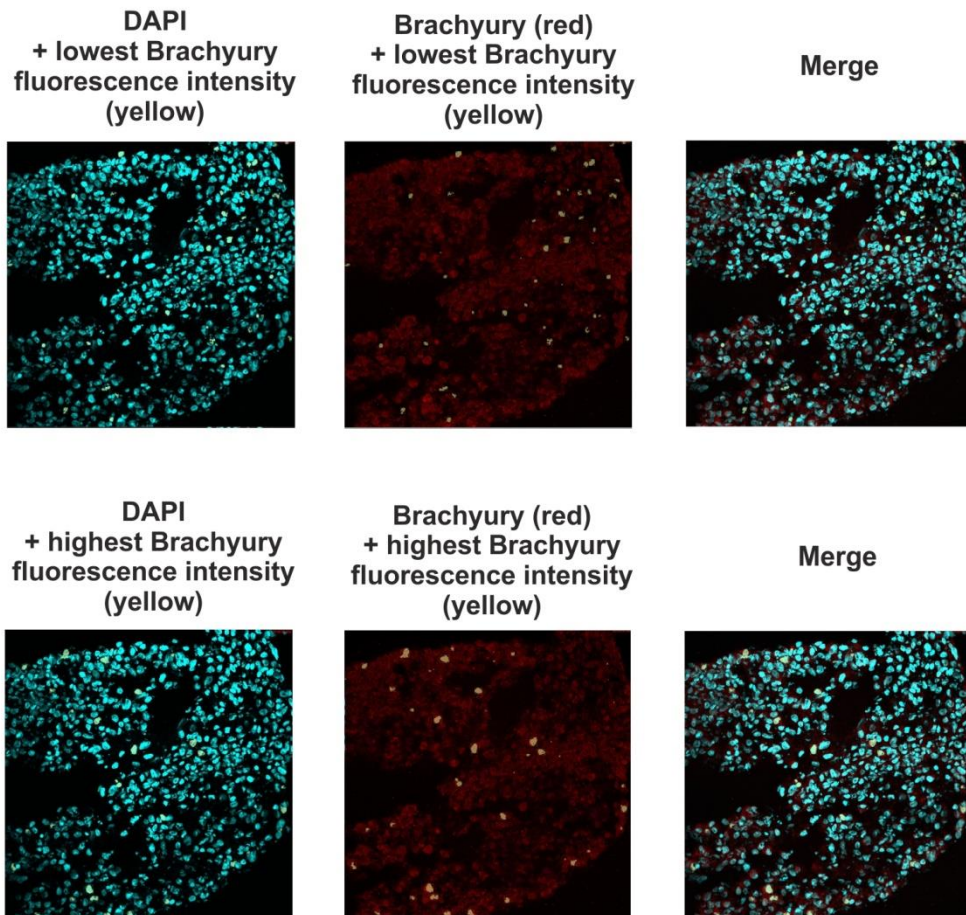 DAPI
+ lowest Brachyury
fluorescence intensity
(yellow)
Brachyury (red)
+ lowest Brachyury
fluorescence intensity
(yellow)
Merge
DAPI
+ highest Brachyury
fluorescence intensity
(yellow)
Brachyury (red)
+ highest Brachyury
fluorescence intensity
(yellow)
Merge